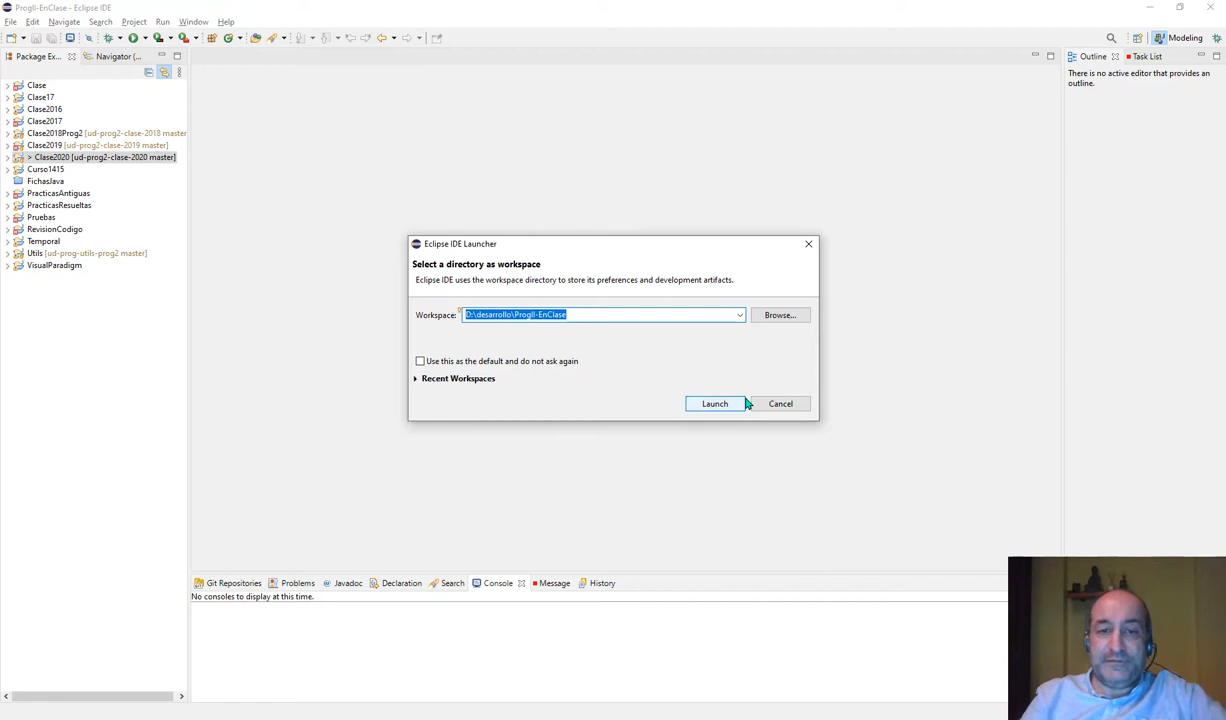 ProgII-EnClase - Eclipse IDE
File Edit Navigate Search Project Run Window Help
Modeling
Package Ex...
Navigator (...
Outline
Task List
There is no active editor that provides an
outline.
Clase
Clase17
Clase2016
Clase2017
Clase2018Prog2 [ud-prog2-clase-2018 master
Clase2019 [ud-prog2-clase-2019 master]
> Clase2020 [ud-prog2-clase-2020 master]
Curso1415
FichasJava
PracticasAntiguas
PracticasResueltas
Pruebas
RevisionCodigo
Temporal
Utils [ud-prog-utils-prog2 master]
VisualParadigm
Eclipse IDE Launcher
Select a directory as workspace
Eclipse IDE uses the workspace directory to store its preferences and development artifacts.
Workspace: D:\desarrollo\ProgII-EnClase Browse...
Use this as the default and do not ask again
Recent Workspaces
Launch Cancel
Git Repositories Problems Javadoc Declaration Search Console Message History
No consoles to display at this time.